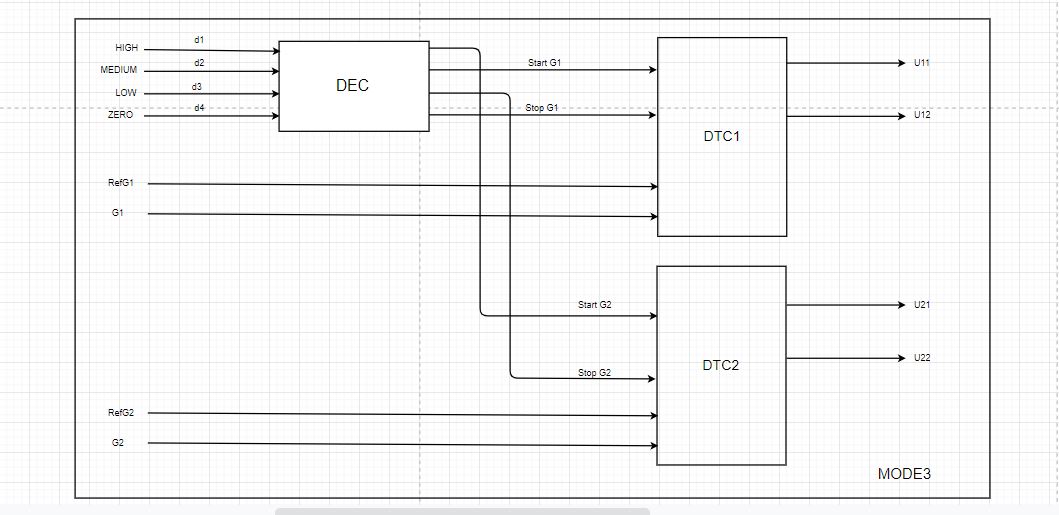 HIGH
d1
MEDIUM
d2
LOW
d3
ZERO
d4
DEC
Start G1
Stop G1
RefG1
G1
DTC1
U11
U12
Start G2
Stop G2
RefG2
G2
DTC2
U21
U22
MODE3